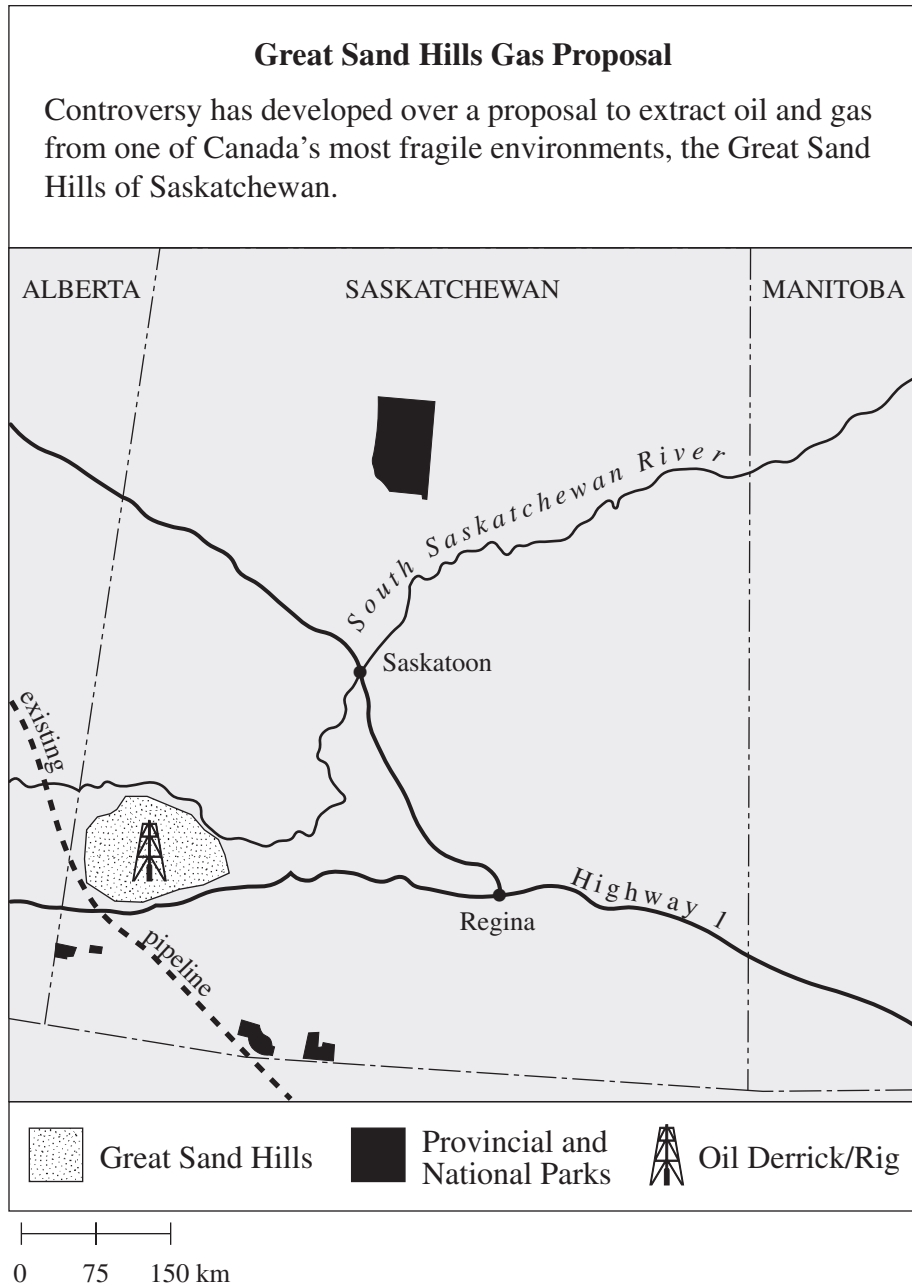 Great Sand Hills Gas Proposal
Controversy has developed over a proposal to extract oil and gas
from one of Canada's most fragile environments, the Great Sand
Hills of Saskatchewan.
ALBERTA
SASKATCHEWAN
MANITOBA
South Saskatchewan River
Saskatoon
existing
pipeline
Highway 1
Regina
Great Sand Hills
Provincial and
National Parks
Oil Derrick/Rig
0 75 150 km